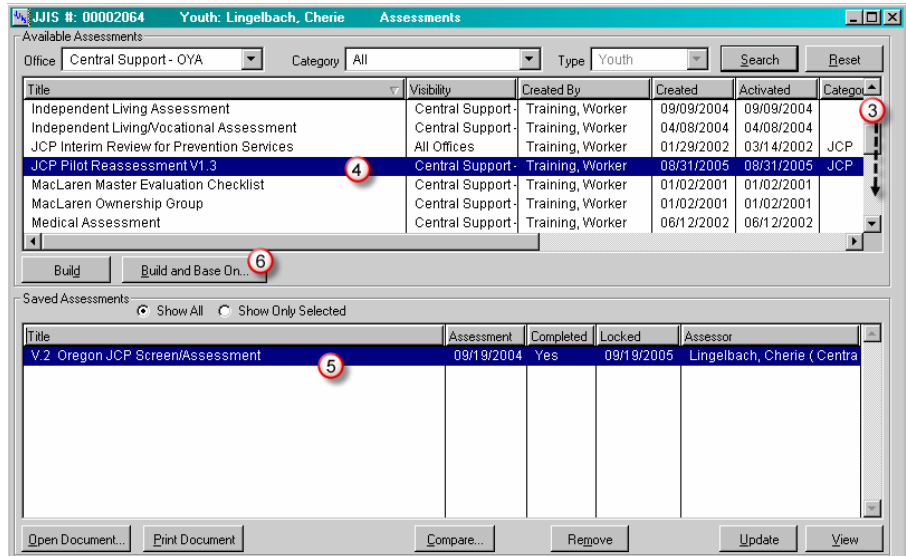 JJIS #: 00002064 Youth: Lingelbach, Cherie Assessments
Available Assessments
Office Central Support - OYA Category All Type Youth Search Reset
Title Visibility Created By Created Activated Catego
Independent Living Assessment Central Support - Training, Worker 09/09/2004 09/09/2004
3
Independent Living/Vocational Assessment Central Support - Training, Worker 04/08/2004 04/08/2004
JCP Interim Review for Prevention Services All Offices Training, Worker 01/29/2002 03/14/2002 JCP
JCP Pilot Reassessment V1.3 4 Central Support - Training, Worker 08/31/2005 08/31/2005 JCP
MacLaren Master Evaluation Checklist Central Support - Training, Worker 01/02/2001 01/02/2001
MacLaren Ownership Group Central Support - Training, Worker 01/02/2001 01/02/2001
Medical Assessment Central Support - Training, Worker 06/12/2002 06/12/2002
Build Build and Base On... 6
Saved Assessments
Show All Show Only Selected
Title Assessment Completed Locked Assessor
V.2 Oregon JCP Screen/Assessment 5 09/19/2004 Yes 09/19/2005 Lingelbach, Cherie ( Centra
Open Document... Print Document Compare... Remove Update View